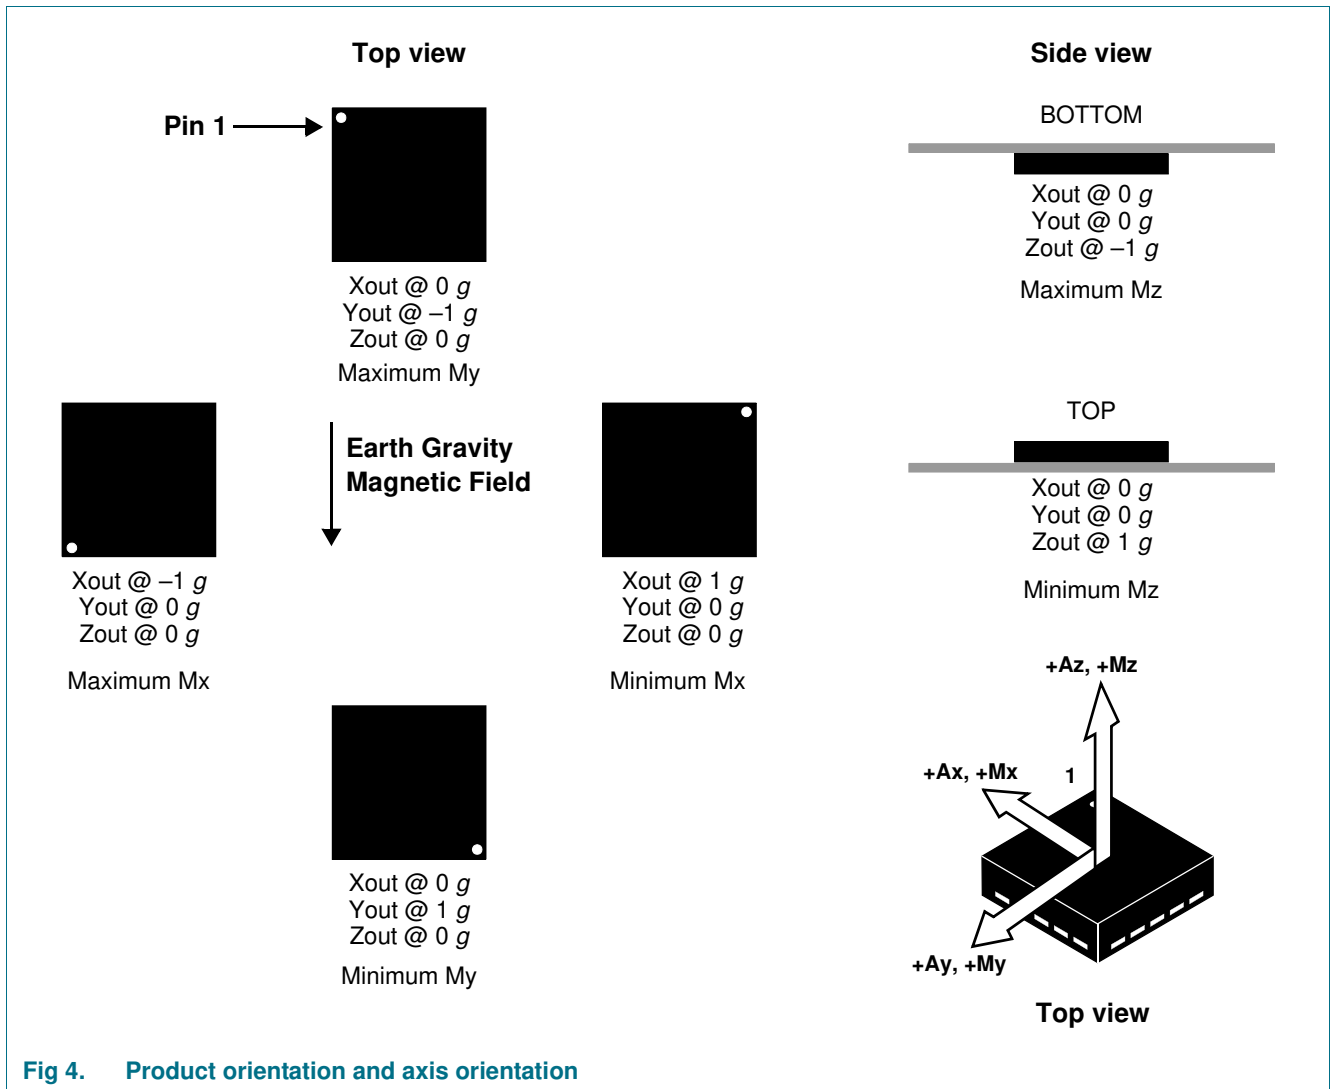 Top view
Pin 1
Xout @ 0 g
Yout @ –1 g
Zout @ 0 g
Maximum My
Earth Gravity
Magnetic Field
Xout @ –1 g
Yout @ 0 g
Zout @ 0 g
Maximum Mx
Xout @ 1 g
Yout @ 0 g
Zout @ 0 g
Minimum Mx
Xout @ 0 g
Yout @ 1 g
Zout @ 0 g
Minimum My
Side view
BOTTOM
Xout @ 0 g
Yout @ 0 g
Zout @ –1 g
Maximum Mz
TOP
Xout @ 0 g
Yout @ 0 g
Zout @ 1 g
Minimum Mz
+Az, +Mz
+Ax, +Mx
1
+Ay, +My
Top view
Fig 4. Product orientation and axis orientation